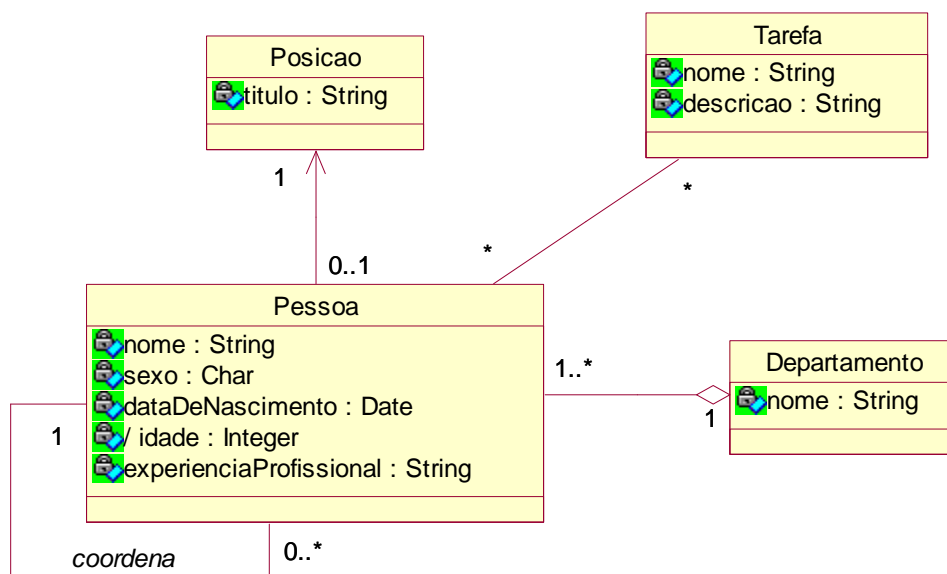 Posicao
titulo : String
Tarefa
nome : String
descricao : String
1
*
*
0..1
Pessoa
nome : String
sexo : Char
dataDeNascimento : Date
/ idade : Integer
experienciaProfissional : String
1..*
1
Departamento
nome : String
1
coordena
0..*